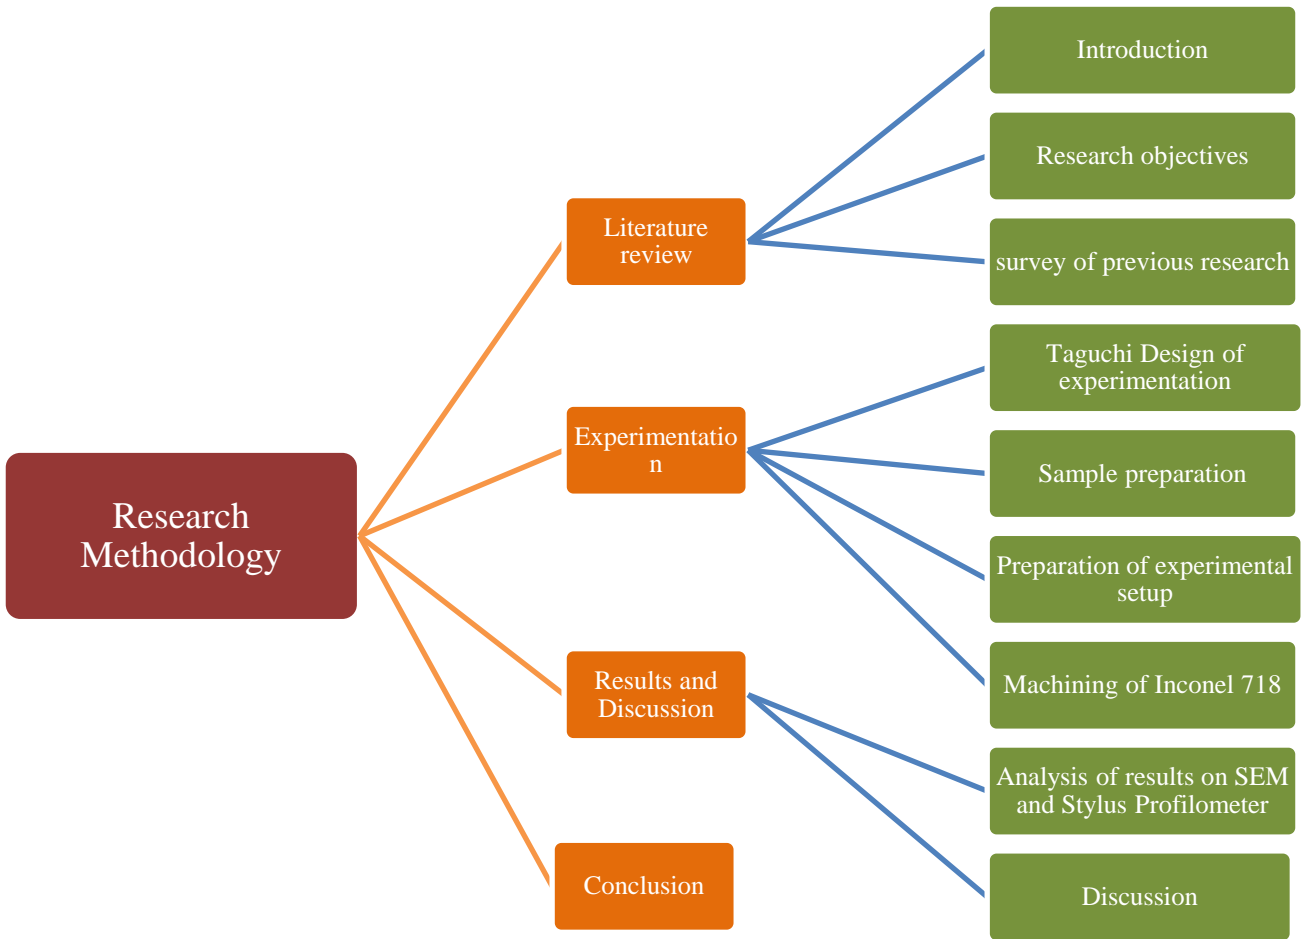 Research
Methodology
Literature
review
Introduction
Research objectives
survey of previous research
Experimentatio
n
Taguchi Design of
experimentation
Sample preparation
Preparation of experimental
setup
Machining of Inconel 718
Results and
Discussion
Analysis of results on SEM
and Stylus Profilometer
Discussion
Conclusion